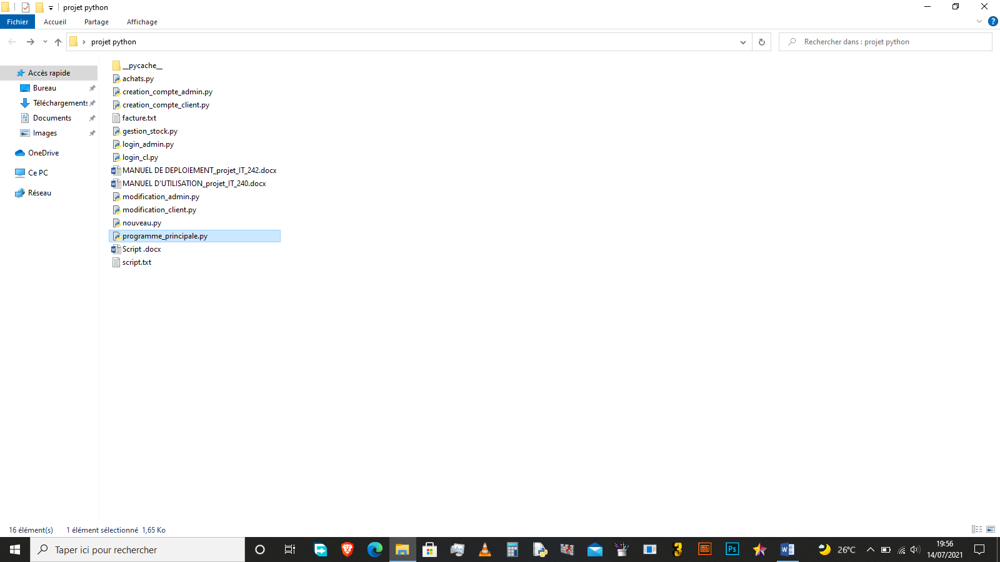 projet python
Fichier Accueil Partage Affichage
?
projet python
Rechercher dans : projet python
Accès rapide
Bureau
Téléchargements
Documents
Images
OneDrive
Ce PC
Réseau
__pycache__
achats.py
creation_compte_admin.py
creation_compte_client.py
facture.txt
gestion_stock.py
login_admin.py
login_cl.py
MANUEL DE DEPLOIEMENT_projet_IT_242.docx
MANUEL D'UTILISATION_projet_IT_240.docx
modification_admin.py
modification_client.py
nouveau.py
programme_principale.py
Script .docx
script.txt
16 élément(s) 1 élément sélectionné 1,65 Ko
Taper ici pour rechercher
3
Ps
26°C
19:56
14/07/2021